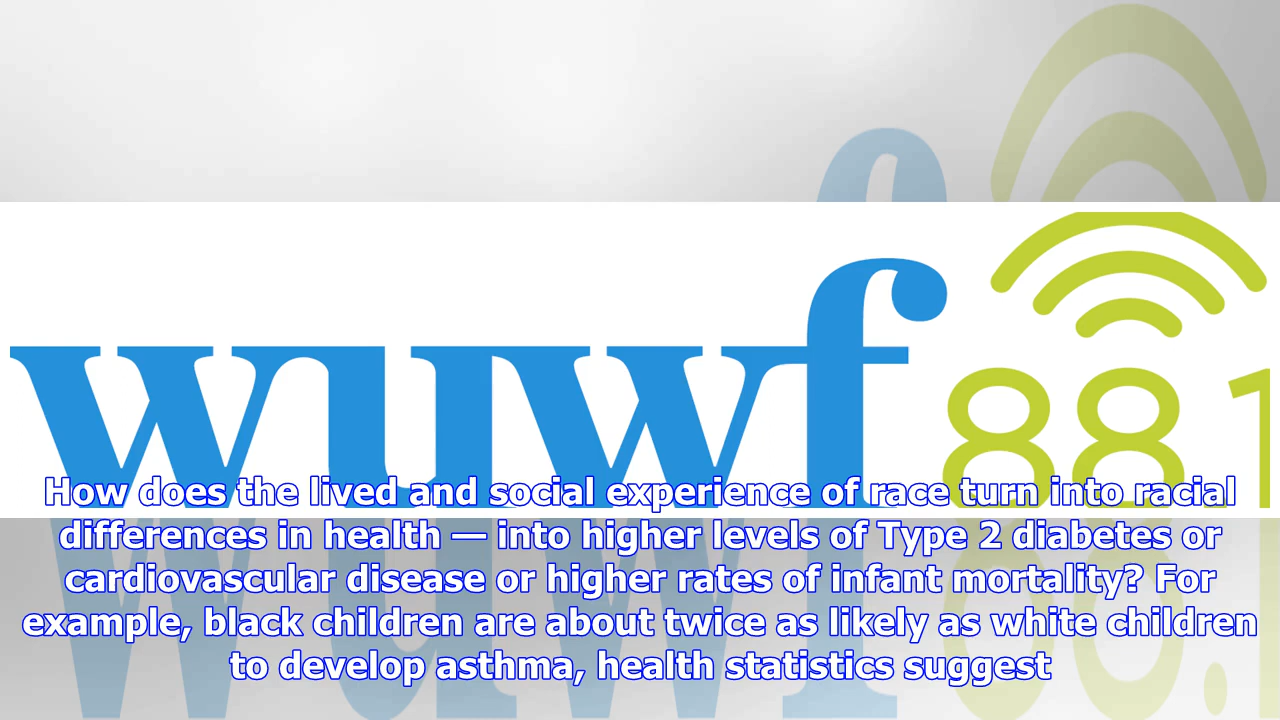 wuwf
88.1
How does the lived and social experience of race turn into racial
differences in health — into higher levels of Type 2 diabetes or
cardiovascular disease or higher rates of infant mortality? For
example, black children are about twice as likely as white children
to develop asthma, health statistics suggest